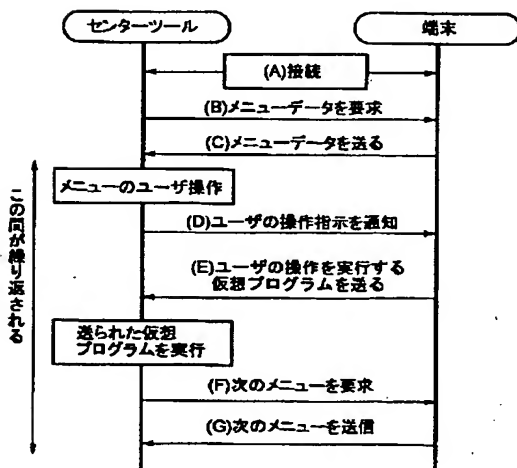 センターツール
端末
(A)接続
(B)メニューデータを要求
(C)メニューデータを送る
メニューのユーザ操作
(D)ユーザの操作指示を通知
(E)ユーザの操作を実行する
仮想プログラムを送る
送られた仮想
プログラムを実行
(F)次のメニューを要求
(G)次のメニューを送信
この間が繰り返される